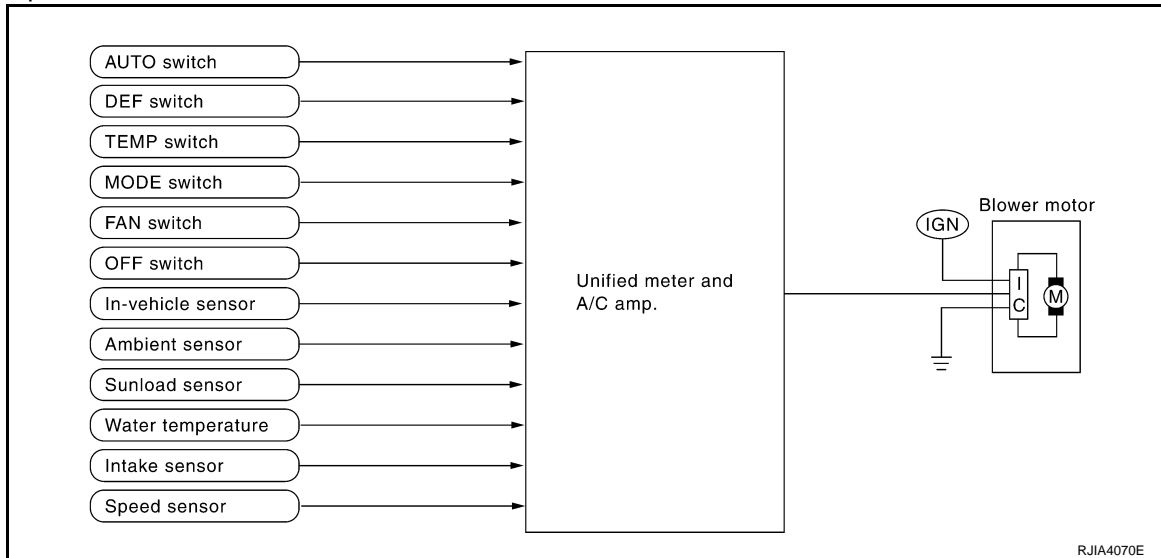 AUTO switch
DEF switch
TEMP switch
MODE switch
FAN switch
OFF switch
In-vehicle sensor
Ambient sensor
Sunload sensor
Water temperature
Intake sensor
Speed sensor
Unified meter and
A/C amp.
Blower motor
IGN
I
C
M
RJIA4070E